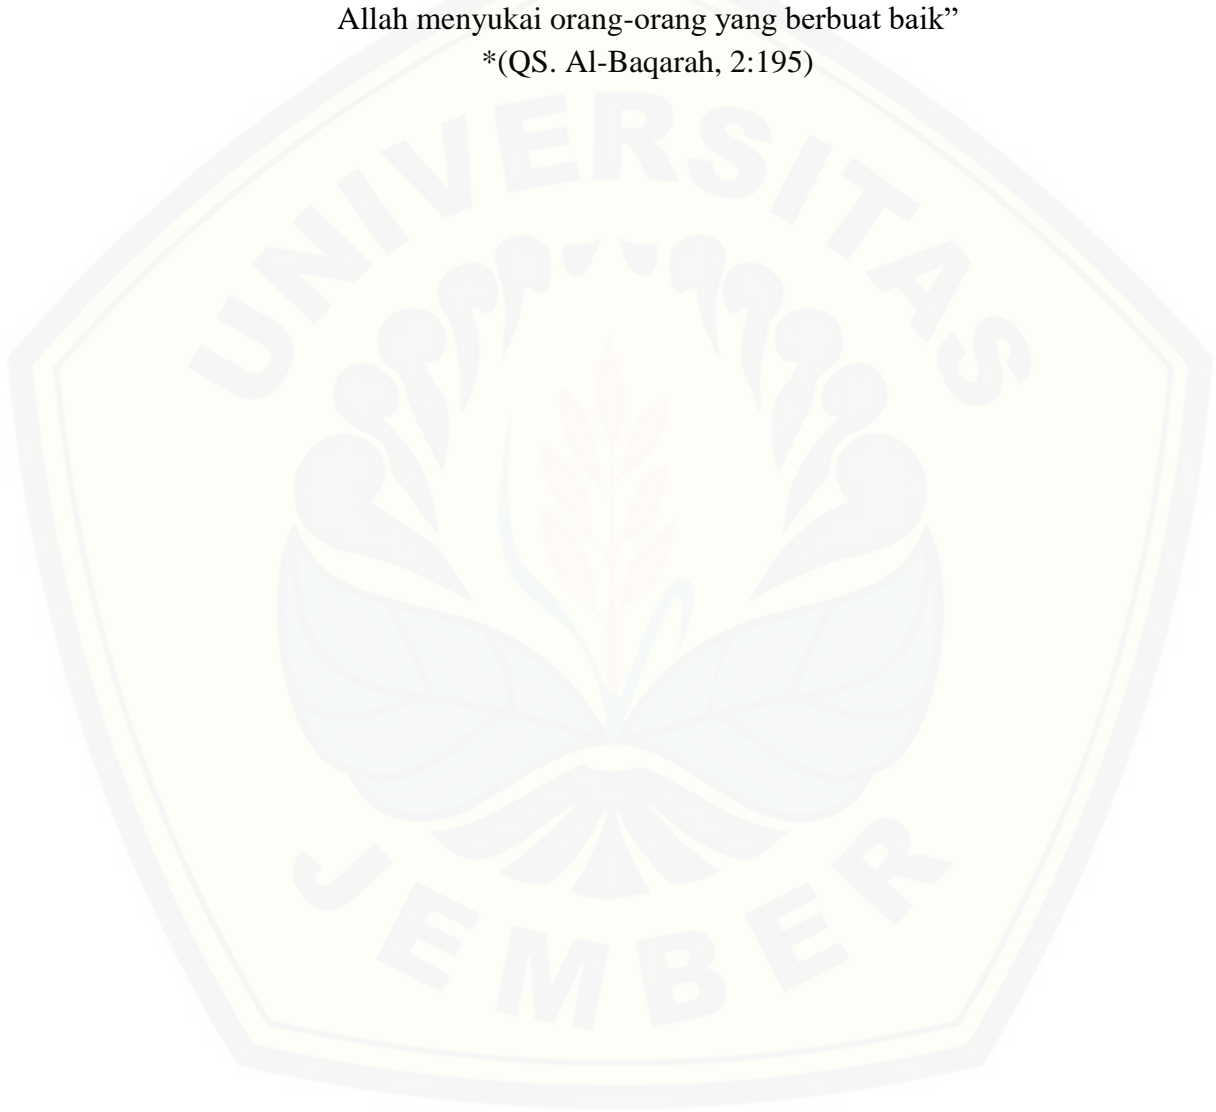 Allah menyukai orang-orang yang berbuat baik”
*(QS. Al-Baqarah, 2:195)
UNIVERSITAS
JEMBER